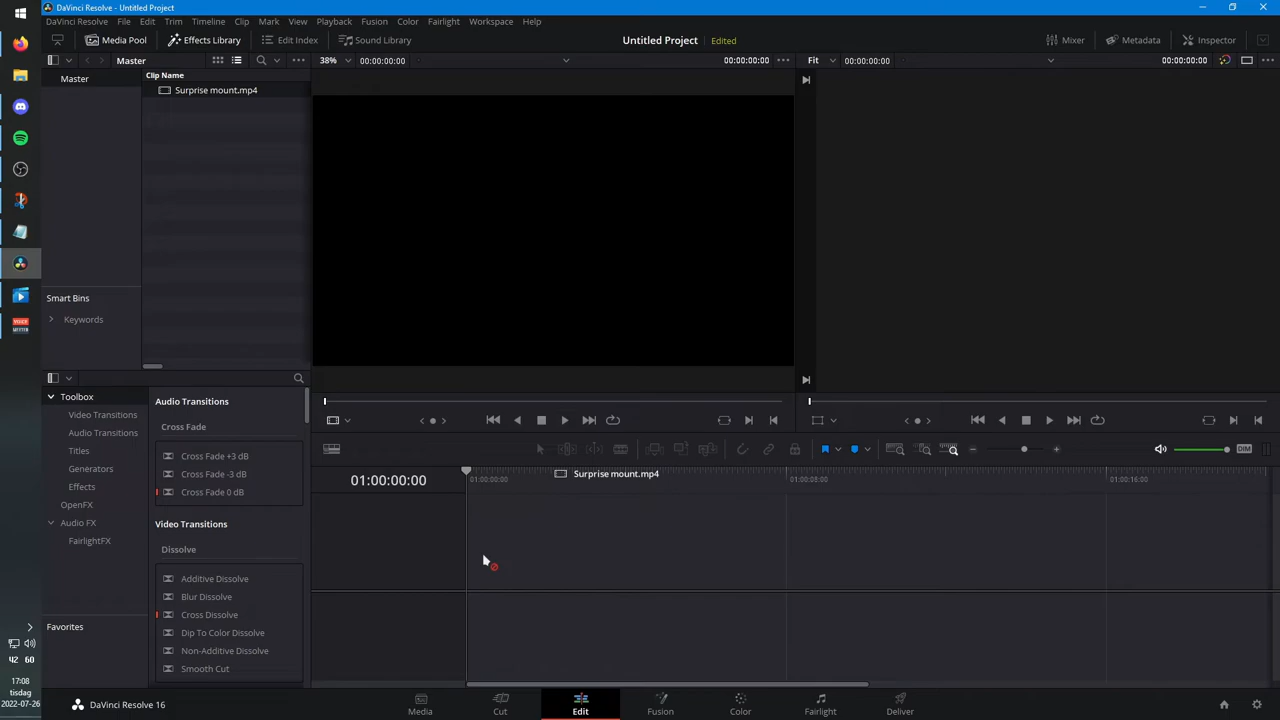 DaVinci Resolve - Untitled Project
DaVinci Resolve File Edit Trim Timeline Clip Mark View Playback Fusion Color Fairlight Workspace Help
Media Pool Effects Library Edit Index Sound Library Untitled Project Edited Mixer Metadata Inspector
Master 38% 00:00:00:00 00:00:00:00 Fit 00:00:00:00 00:00:00:00
Master
Clip Name
Surprise mount.mp4
Smart Bins
Keywords
Toolbox
Video Transitions
Audio Transitions
Titles
Generators
Effects
OpenFX
Audio FX
FairlightFX
Favorites
Audio Transitions
Cross Fade
Cross Fade +3 dB
Cross Fade -3 dB
Cross Fade 0 dB
Video Transitions
Dissolve
Additive Dissolve
Blur Dissolve
Cross Dissolve
Dip To Color Dissolve
Non-Additive Dissolve
Smooth Cut
DIM
01:00:00:00
Surprise mount.mp4
01:00:00:00 01:00:08:00 01:00:16:00
VOICE
42 60
17:08
tisdag
2022-07-26
DaVinci Resolve 16
Media Cut Edit Fusion Color Fairlight Deliver